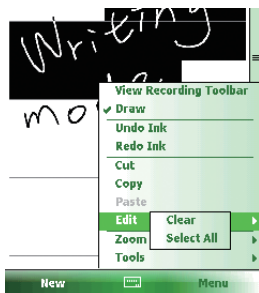 Writing
View Recording Toolbar
Draw
Undo Ink
Redo Ink
Cut
Copy
Paste
Edit
Clear
Zoom
Select All
Tools
New
Menu